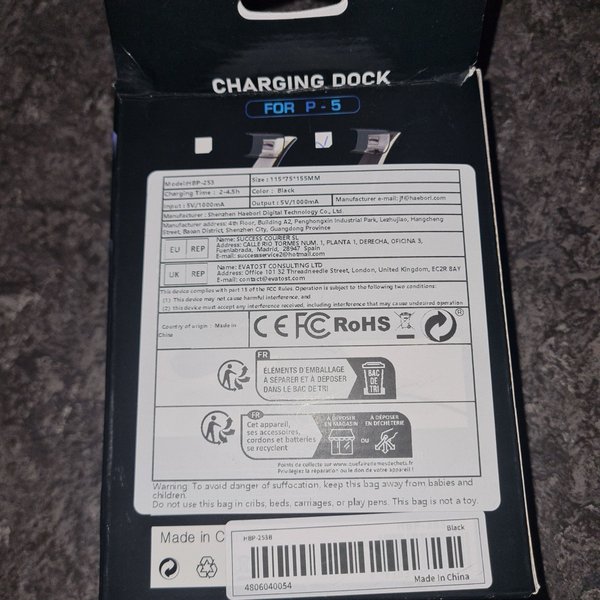 CHARGING DOCK
FOR P - 5
Model:HBP-253
Size : 115*75*155MM
Charging Time : 2-4.5h
Color : Black
Input : 5V/1000mA
Output : 5V/1000mA
Manufacturer e-mail: jf@haebori.com
Manufacturer : Shenzhen Haebori Digital Technology Co., Ltd.
Manufacturer address: 4th Floor, Building A2, Penghongxin Industrial Park, Lezhujiao, Hangcheng
Street, Baoan District, Shenzhen City, Guangdong Province
EU REP
Name: SUCCESS COURIER SL
Address: CALLE RIO TORMES NUM. 1, PLANTA 1, DERECHA, OFICINA 3,
Fuenlabrada, Madrid, 28947 Spain
E-mail: successservice2@hotmail.com
UK REP
Name: EVATOST CONSULTING LTD
Address: Office 101 32 Threadneedle Street, London, United Kingdom, EC2R 8AY
E-mail: contact@evatost.com
This device complies with part 15 of the FCC Rules. Operation is subject to the following two conditions:
(1) This device may not cause harmful interference, and
(2) this device must accept any interference received, including interference that may cause undesired operation
Country of origin : Made in
China
CE FC RoHS
FR
ÉLÉMENTS D'EMBALLAGE
À SÉPARER ET À DÉPOSER
DANS LE BAC DE TRI
BAC
DE
TRI
FR
Cet appareil,
ses accessoires,
cordons et batteries
se recyclent
À DÉPOSER
EN MAGASIN
OU
À DÉPOSER
EN DÉCHÈTERIE
Points de collecte sur www.quefairedemesdechets.fr
Privilégiez la réparation ou le don de votre appareil !
Warning: To avoid danger of suffocation, keep this bag away from babies and
children.
Do not use this bag in cribs, beds, carriages, or play pens. This bag is not a toy.
Made in C
HBP-253B
Black
4806040054
Made in China